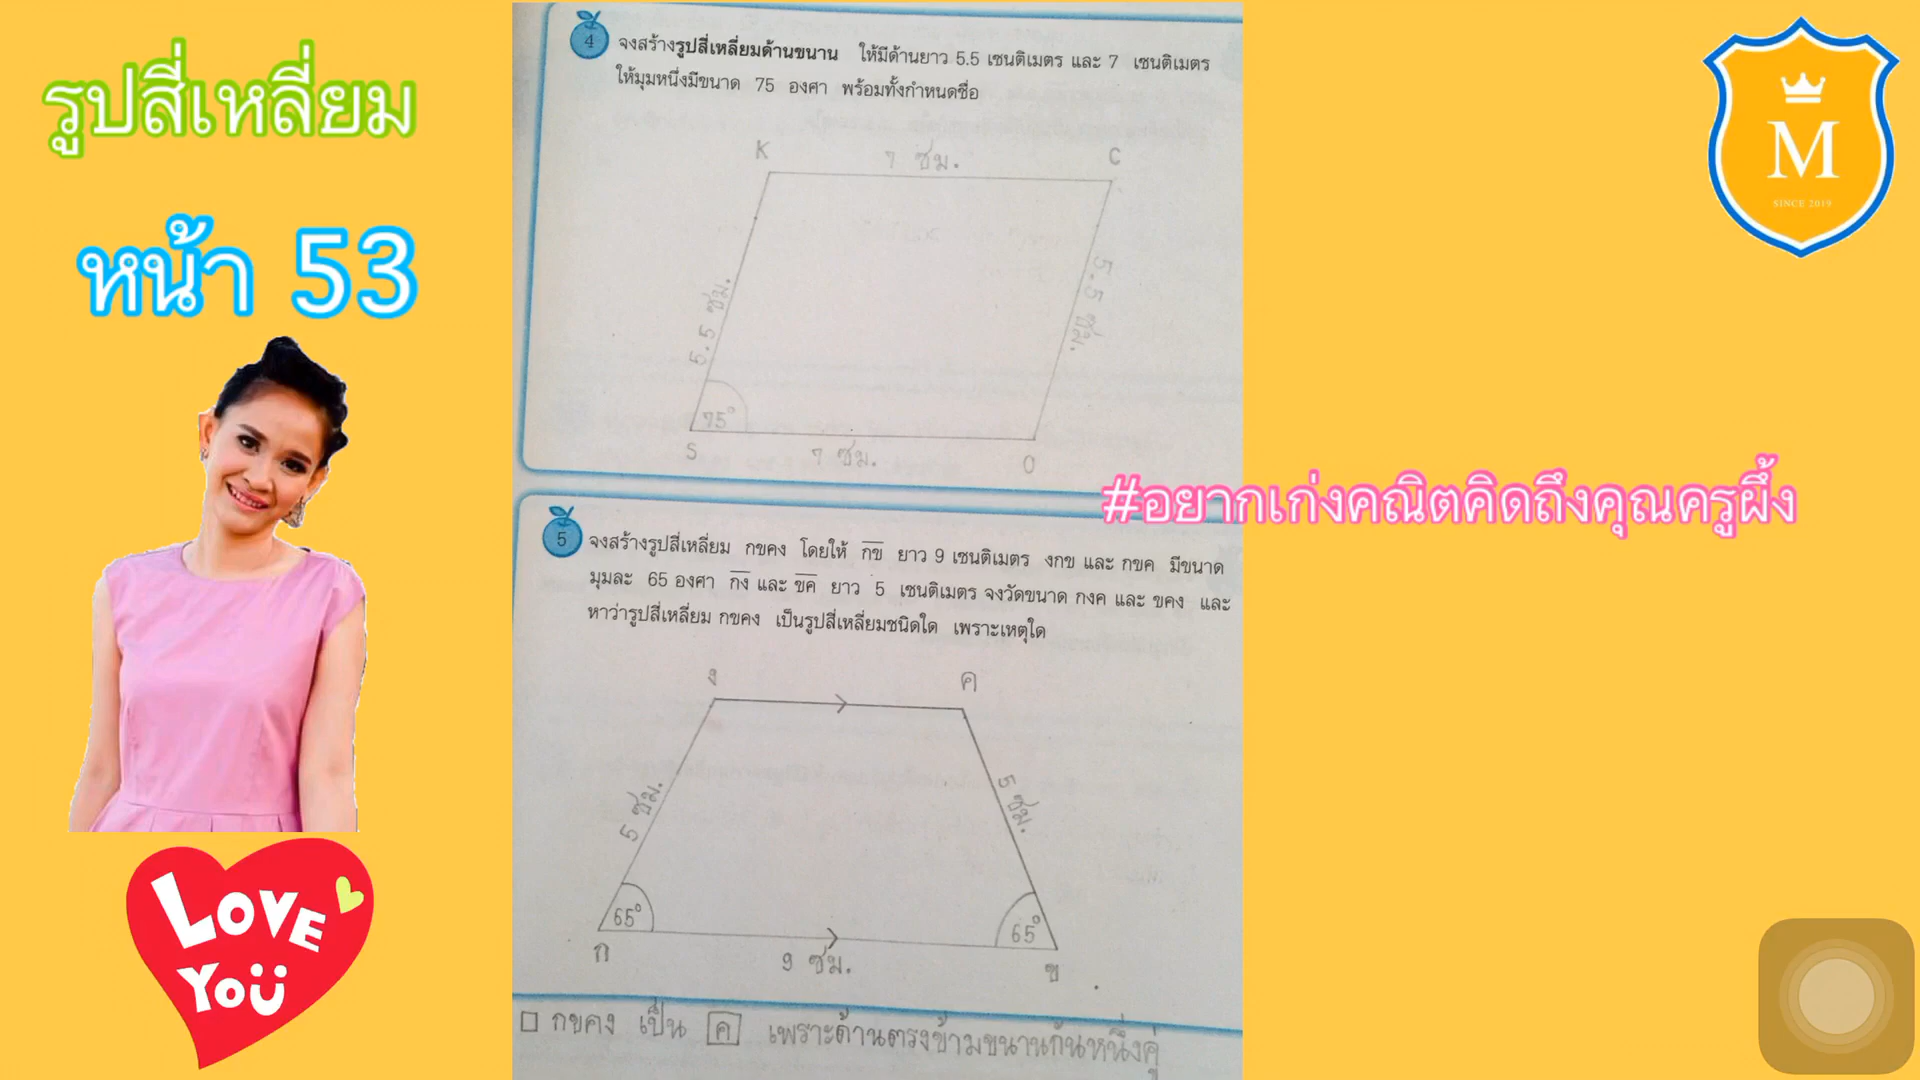 รูปสี่เหลี่ยม
หน้า 53
LOVE
YOU
M
SINCE 2019
#อยากเก่งคณิตคิดถึงคุณครูผึ้ง
4 จงสร้างรูปสี่เหลี่ยมด้านขนาน ให้มีด้านยาว 5.5 เซนติเมตร และ 7 เซนติเมตร
ให้มุมหนึ่งมีขนาด 75 องศา พร้อมทั้งกำหนดชื่อ
K 7 ซม. C
5.5 ซม. 5.5 ซม.
75°
S 7 ซม. O
5 จงสร้างรูปสี่เหลี่ยม กขคง โดยให้ กข ยาว 9 เซนติเมตร งกข และ กขค มีขนาด
มุมละ 65 องศา กง และ ขค ยาว 5 เซนติเมตร จงวัดขนาด กงค และ ขคง และ
หาว่ารูปสี่เหลี่ยม กขคง เป็นรูปสี่เหลี่ยมชนิดใด เพราะเหตุใด
ง ค
5 ซม. 5 ซม.
65° 65°
ก 9 ซม. ข
□ กขคง เป็น ค เพราะด้านตรงข้ามขนานกันหนึ่งคู่